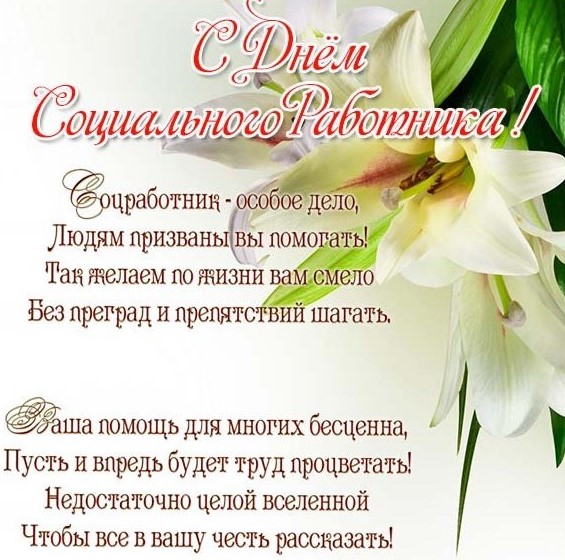 С Днём
Социального Работника !
Соцработник - особое дело,
Людям призваны вы помогать!
Так желаем по жизни вам смело
Без преград и препятствий шагать.
Ваша помощь для многих бесценна,
Пусть и впредь будет труд процветать!
Недостаточно целой вселенной
Чтобы все в вашу честь рассказать!